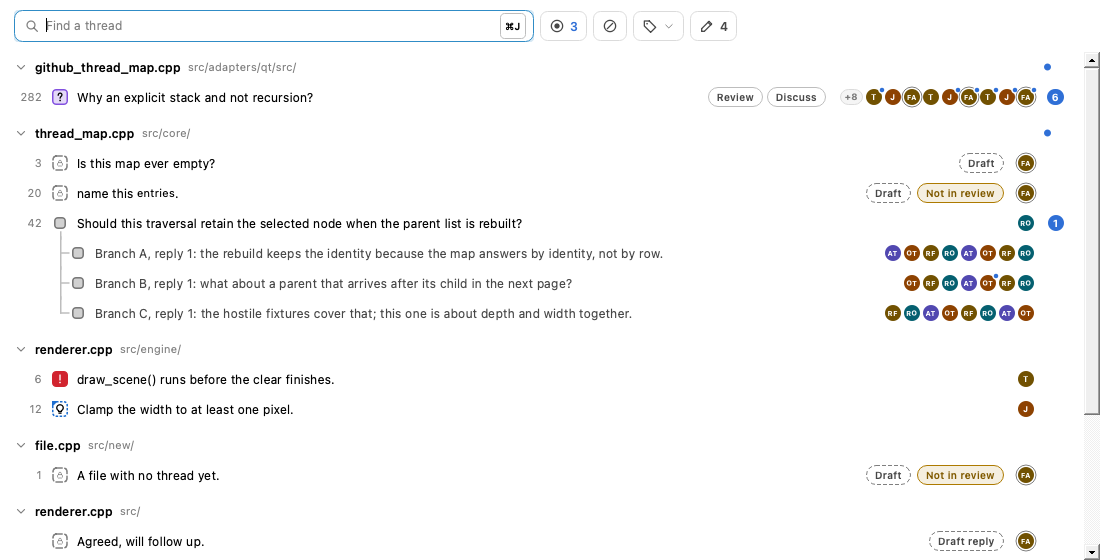 Find a thread ⌘J 3 4
github_thread_map.cpp src/adapters/qt/src/
282 ? Why an explicit stack and not recursion? Review Discuss +8 T J FA T J FA T J FA 6
thread_map.cpp src/core/
3 Is this map ever empty? Draft FA
20 name this entries. Draft Not in review FA
42 Should this traversal retain the selected node when the parent list is rebuilt? RO 1
Branch A, reply 1: the rebuild keeps the identity because the map answers by identity, not by row. AT OT RF RO AT OT RF RO
Branch B, reply 1: what about a parent that arrives after its child in the next page? OT RF RO AT OT RF RO
Branch C, reply 1: the hostile fixtures cover that; this one is about depth and width together. RF RO AT OT RF RO AT OT
renderer.cpp src/engine/
6 ! draw_scene() runs before the clear finishes. T
12 Clamp the width to at least one pixel. J
file.cpp src/new/
1 A file with no thread yet. Draft Not in review FA
renderer.cpp src/
Agreed, will follow up. Draft reply FA